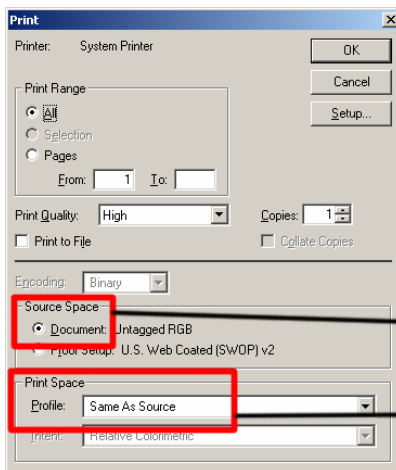 Print
Printer: System Printer
OK
Cancel
Setup...
Print Range
All
Selection
Pages
From: 1 To:
Print Quality: High
Copies: 1
Print to File
Collate Copies
Encoding: Binary
Source Space
Document: Untagged RGB
Proof Setup: U.S. Web Coated (SWOP) v2
Print Space
Profile: Same As Source
Intent: Relative Colorimetric